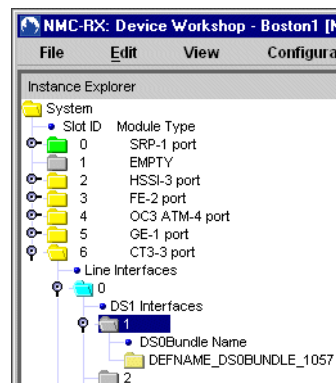 NMC-RX: Device Workshop - Boston1 [N
File Edit View Configura
Instance Explorer
System
Slot ID Module Type
0 SRP-1 port
1 EMPTY
2 HSSI-3 port
3 FE-2 port
4 OC3 ATM-4 port
5 GE-1 port
6 CT3-3 port
Line Interfaces
0
DS1 Interfaces
1
DS0Bundle Name
DEFNAME_DS0BUNDLE_1057
2